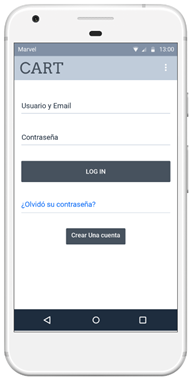 Marvel 13:00
CART
Usuario y Email
Contraseña
LOG IN
¿Olvidó su contraseña?
Crear Una cuenta